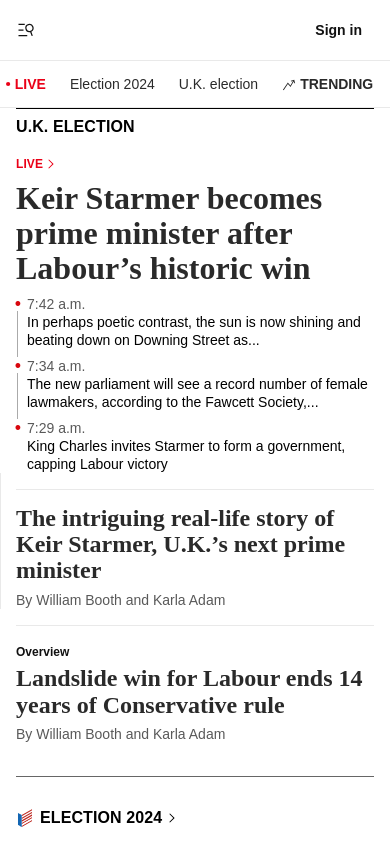 Sign in
• LIVE Election 2024 U.K. election TRENDING
U.K. ELECTION
LIVE
Keir Starmer becomes
prime minister after
Labour’s historic win
7:42 a.m.
In perhaps poetic contrast, the sun is now shining and
beating down on Downing Street as...
7:34 a.m.
The new parliament will see a record number of female
lawmakers, according to the Fawcett Society,...
7:29 a.m.
King Charles invites Starmer to form a government,
capping Labour victory
The intriguing real-life story of
Keir Starmer, U.K.’s next prime
minister
By William Booth and Karla Adam
Overview
Landslide win for Labour ends 14
years of Conservative rule
By William Booth and Karla Adam
ELECTION 2024